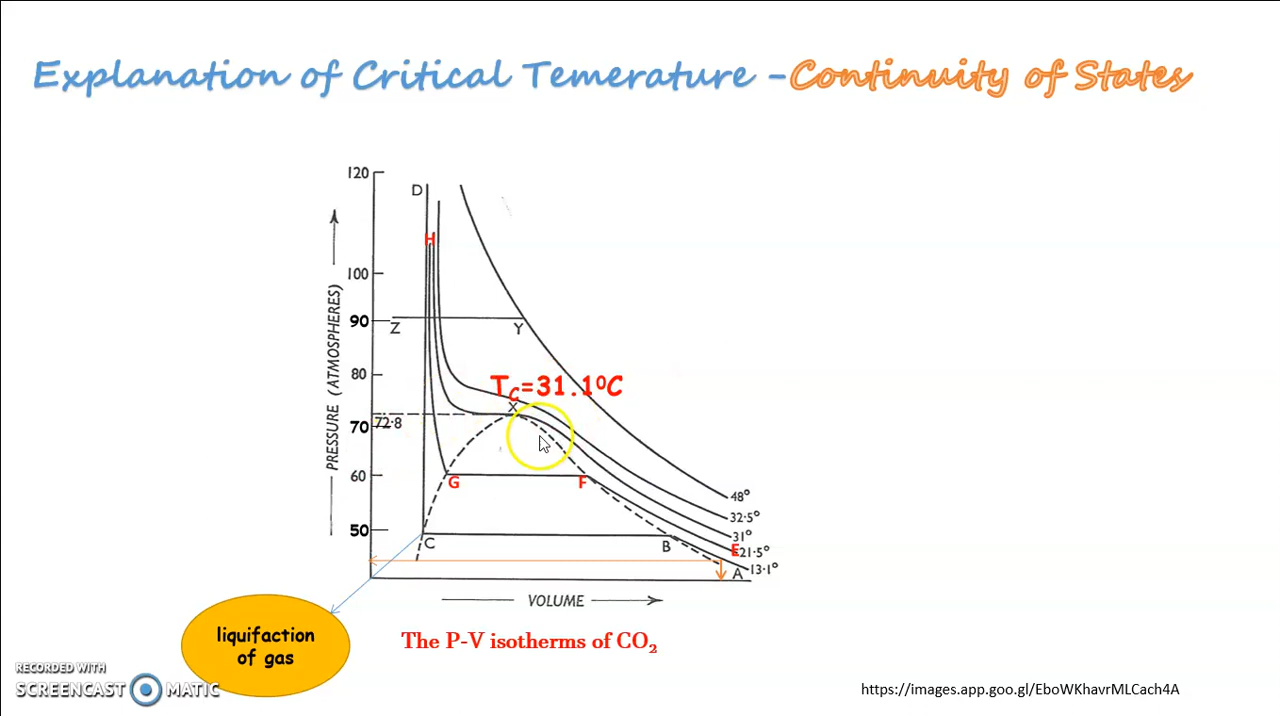 Explanation of Critical Temerature -Continuity of States
120
D
H
100
90
Z
Y
80
T_C=31.1⁰C
X
72·8
70
60
G
F
50
C
B
48°
32·5°
31°
E
21·5°
A
13·1°
PRESSURE (ATMOSPHERES)
VOLUME
liquifaction
of gas
The P-V isotherms of CO₂
RECORDED WITH
SCREENCAST MATIC
https://images.app.goo.gl/EboWKhavrMLCach4A